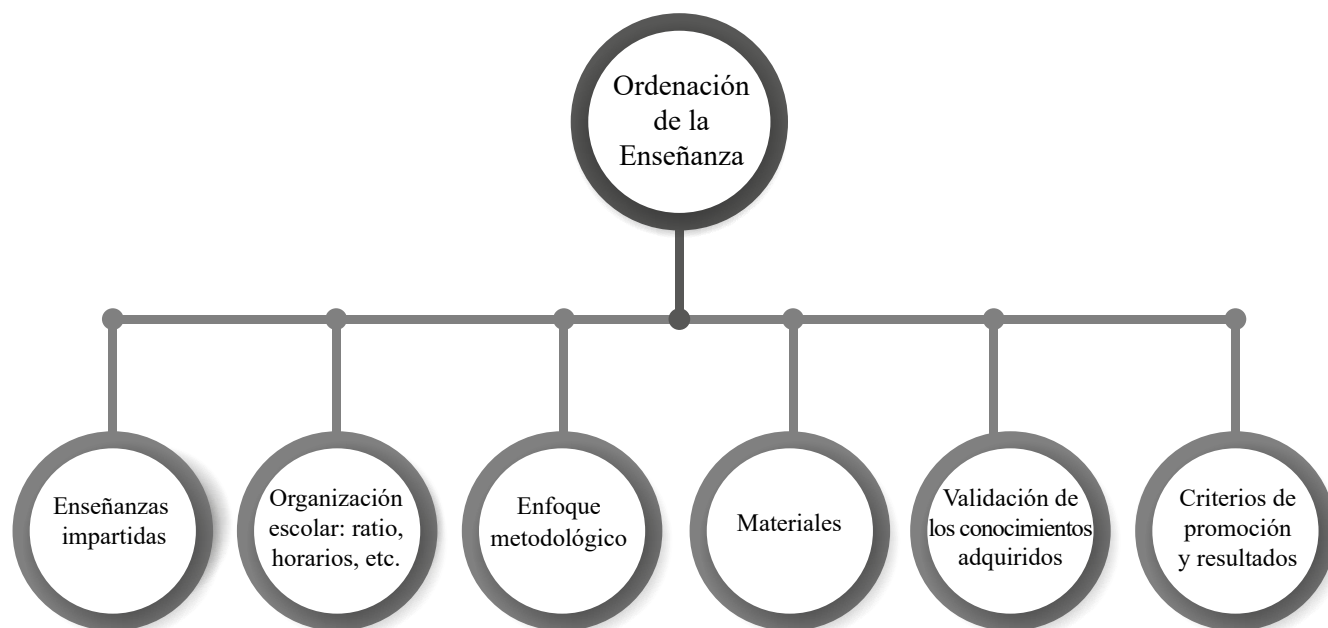 Ordenación
de la
Enseñanza
Enseñanzas
impartidas
Organización
escolar: ratio,
horarios, etc.
Enfoque
metodológico
Materiales
Validación de
los conocimientos
adquiridos
Criterios de
promoción
y resultados